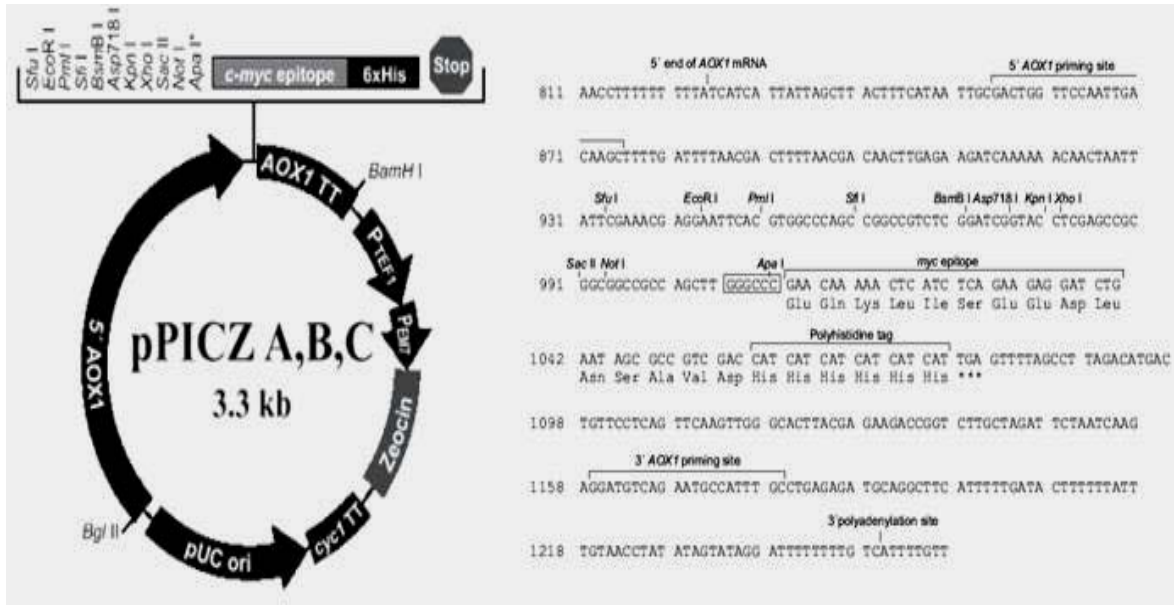 Sfu I
EcoR I
Pml I
Sfi I
BsmB I
Asp718 I
Kpn I
Xho I
Sac II
Not I
Apa I*
c-myc epitope
6xHis
Stop
AOX1 TT
BamH I
PTEF1
PEM7
Zeocin
cyc1 TT
pUC ori
Bgl II
5´ AOX1
pPICZ A,B,C
3.3 kb
5´ end of AOX1 mRNA 5´ AOX1 priming site
811 AACCTTTTTT TTTATCATCA TTATTAGCTT ACTTTCATAA TTGCGACTGG TTCCAATTGA
871 CAAGCTTTTG ATTTTAACGA CTTTTAACGA CAACTTGAGA AGATCAAAAA ACAACTAATT
Sfu I EcoR I Pml I Sfi I BsmB I Asp718 I Kpn I Xho I
931 ATTCGAAACG AGGAATTCAC GTGGCCCAGC CGGCCGTCTC GGATCGGTAC CTCGAGCCGC
Sac II Not I Apa I myc epitope
991 GGCGGCCGCC AGCTT GGGCCC GAA CAA AAA CTC ATC TCA GAA GAG GAT CTG
Glu Gln Lys Leu Ile Ser Glu Glu Asp Leu
Polyhistidine tag
1042 AAT AGC GCC GTC GAC CAT CAT CAT CAT CAT CAT TGA GTTTTAGCCT TAGACATGAC
Asn Ser Ala Val Asp His His His His His His ***
1098 TGTTCCTCAG TTCAAGTTGG GCACTTACGA GAAGACCGGT CTTGCTAGAT TCTAATCAAG
3´ AOX1 priming site
1158 AGGATGTCAG AATGCCATTT GCCTGAGAGA TGCAGGCTTC ATTTTTGATA CTTTTTTATT
3´polyadenylation site
1218 TGTAACCTAT ATAGTATAGG ATTTTTTTTG TCATTTTGTT